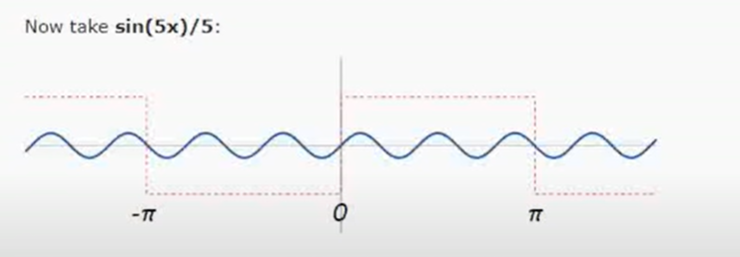 Now take sin(5x)/5:
-π 0 π